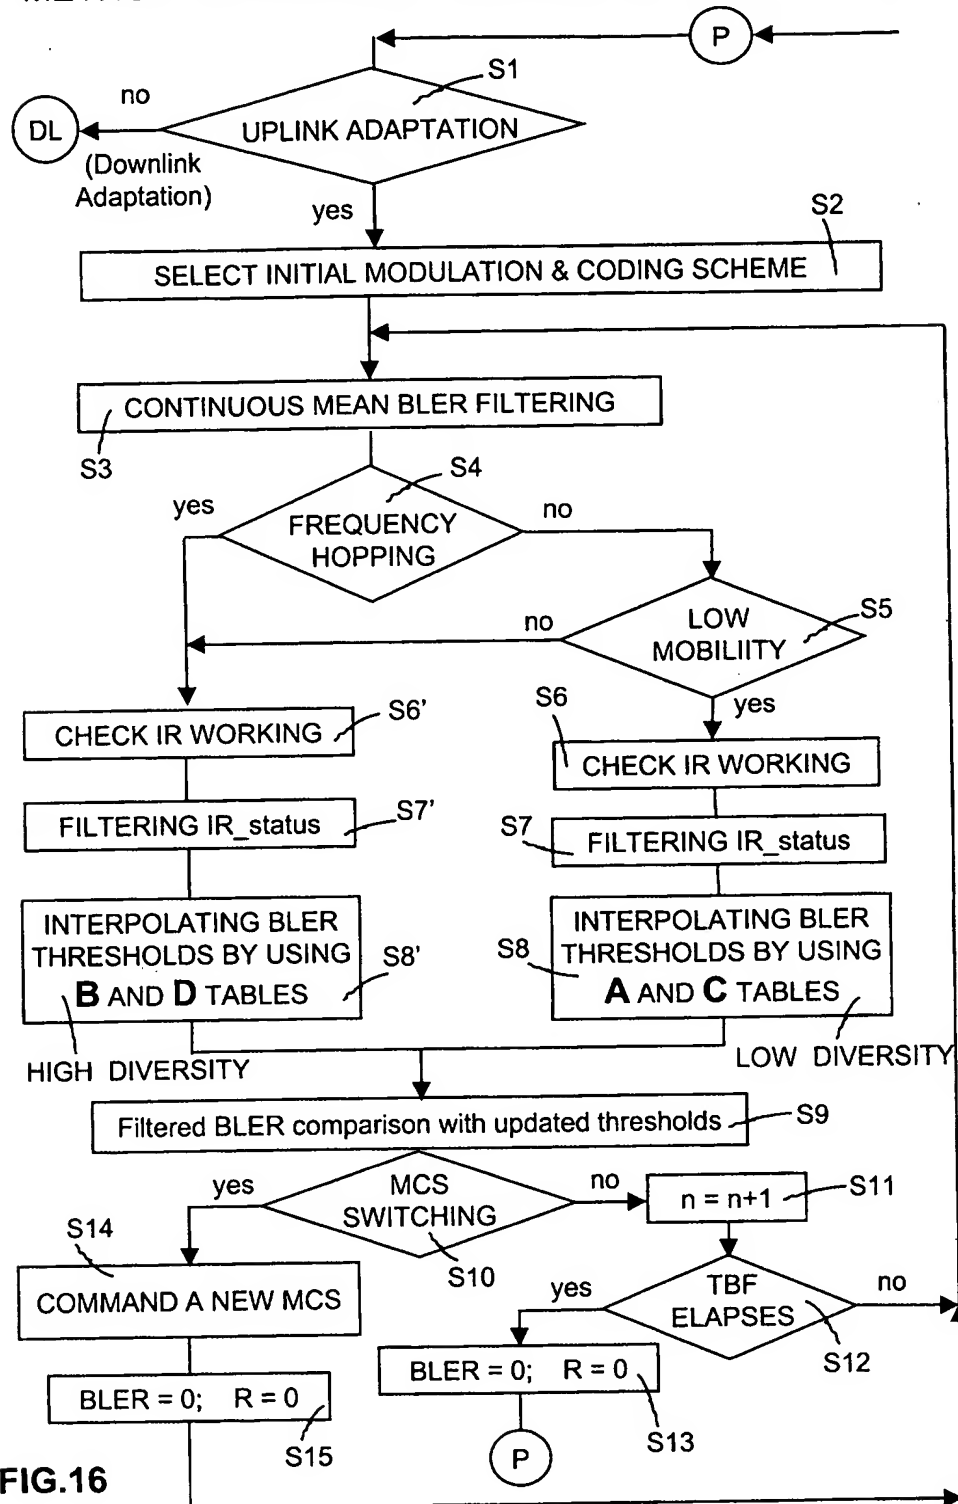 P
S1
no
DL
UPLINK ADAPTATION
(Downlink
Adaptation)
yes
S2
SELECT INITIAL MODULATION & CODING SCHEME
CONTINUOUS MEAN BLER FILTERING
S3
S4
yes
FREQUENCY
HOPPING
no
S5
no
LOW
MOBILIITY
S6'
S6
yes
CHECK IR WORKING
CHECK IR WORKING
S7'
FILTERING IR_status
S7
FILTERING IR_status
INTERPOLATING BLER
THRESHOLDS BY USING
B AND D TABLES
S8'
INTERPOLATING BLER
THRESHOLDS BY USING
A AND C TABLES
S8
HIGH DIVERSITY
LOW DIVERSITY
Filtered BLER comparison with updated thresholds
S9
yes
MCS
SWITCHING
no
n = n+1
S11
S14
S10
COMMAND A NEW MCS
yes
TBF
ELAPSES
no
S12
BLER = 0; R = 0
S13
BLER = 0; R = 0
S15
P
FIG.16